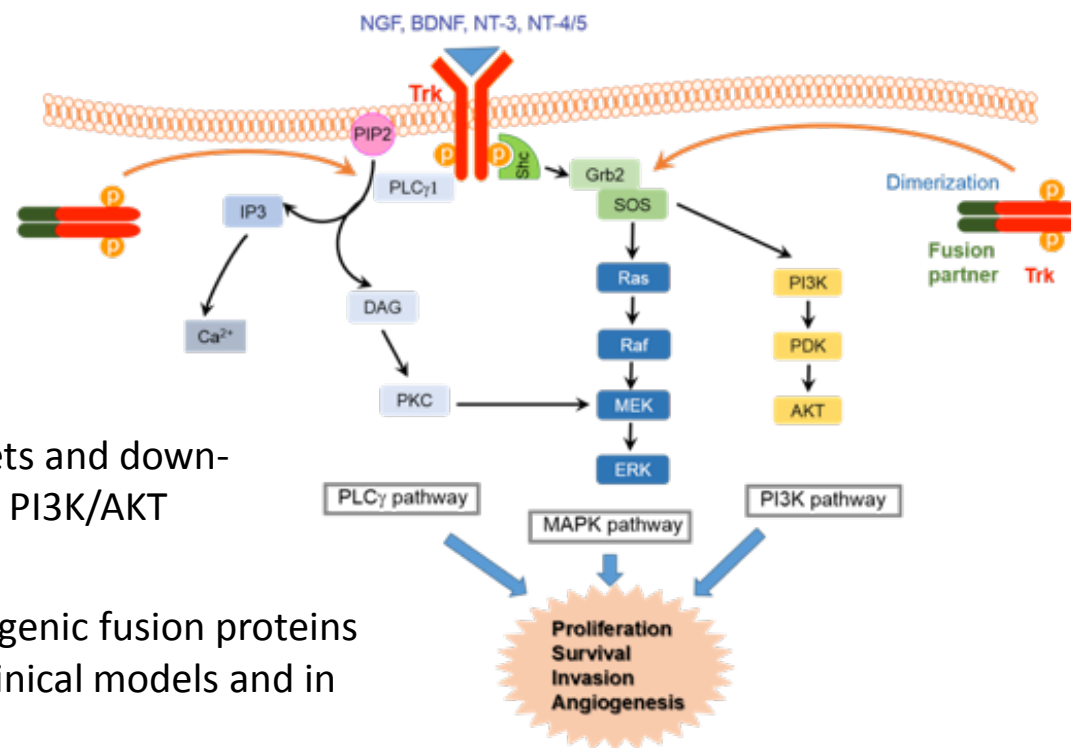 NGF, BDNF, NT-3, NT-4/5
Trk
PIP2
P
P
Shc
PLCγ1
Grb2
SOS
P
P
Dimerization
P
P
Fusion
partner
Trk
IP3
Ca²⁺
DAG
PKC
Ras
Raf
MEK
ERK
PI3K
PDK
AKT
ets and down-
PI3K/AKT
PLCγ pathway
MAPK pathway
PI3K pathway
genic fusion proteins
inical models and in
Proliferation
Survival
Invasion
Angiogenesis